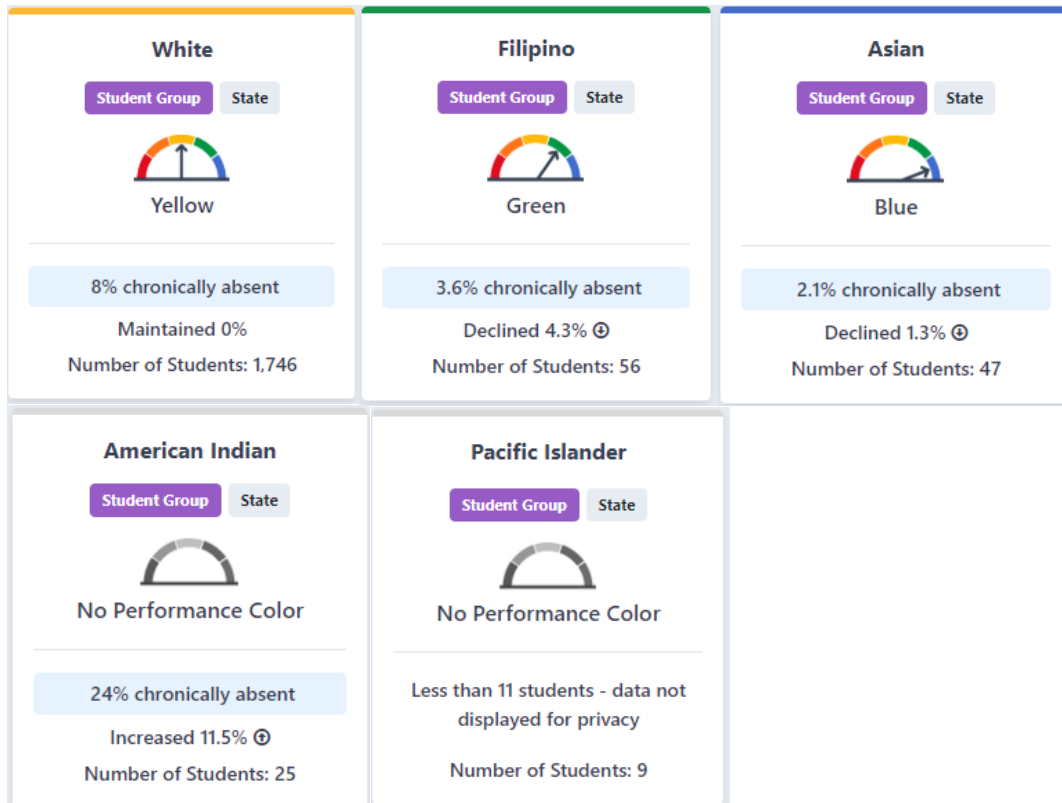 White
Student Group State
Yellow
8% chronically absent
Maintained 0%
Number of Students: 1,746
Filipino
Student Group State
Green
3.6% chronically absent
Declined 4.3%
Number of Students: 56
Asian
Student Group State
Blue
2.1% chronically absent
Declined 1.3%
Number of Students: 47
American Indian
Student Group State
No Performance Color
24% chronically absent
Increased 11.5%
Number of Students: 25
Pacific Islander
Student Group State
No Performance Color
Less than 11 students - data not
displayed for privacy
Number of Students: 9